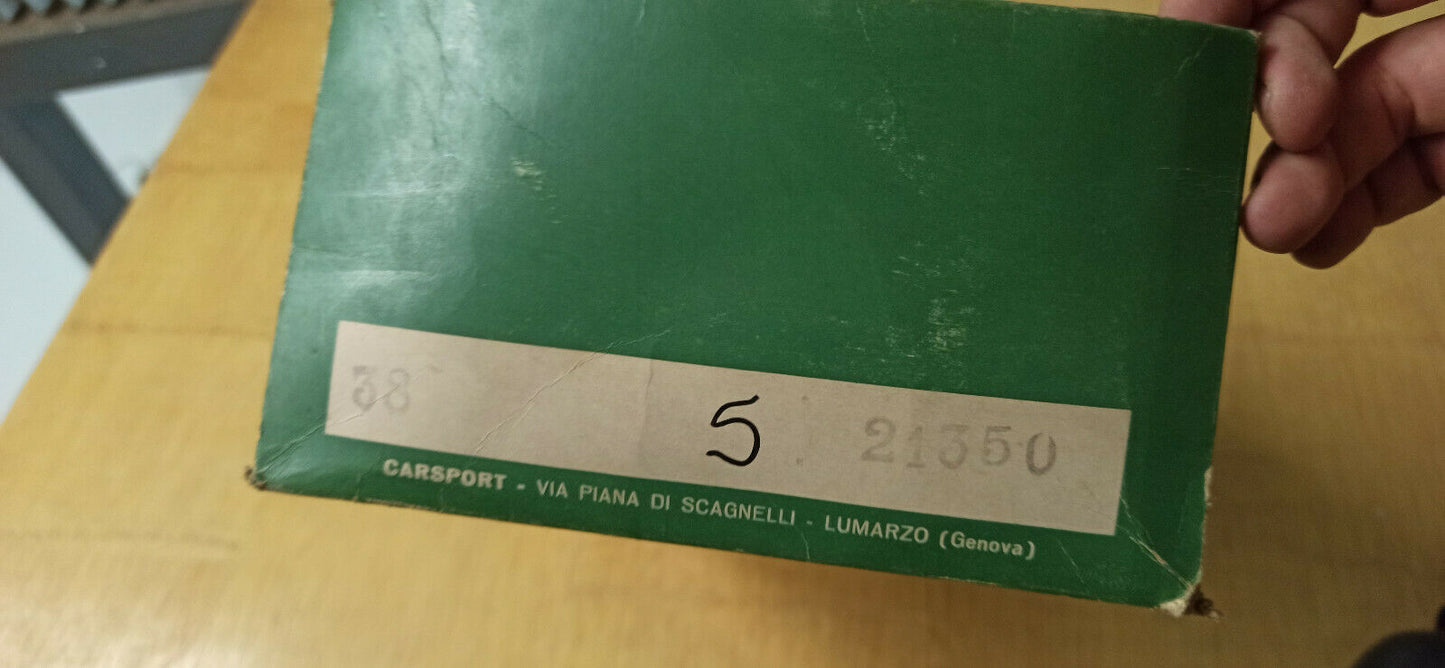 38 5 21350
CARSPORT - VIA PIANA DI SCAGNELLI - LUMARZO (Genova)